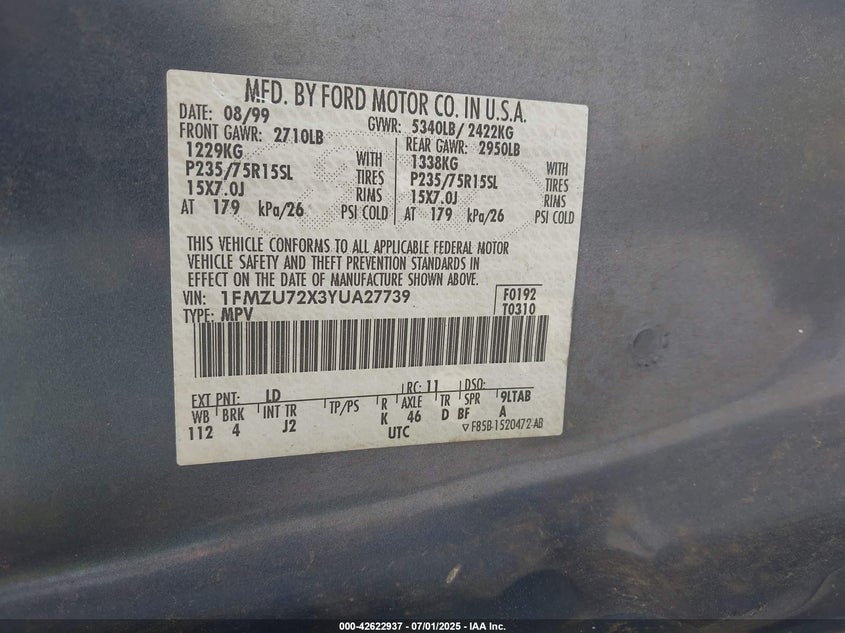 MFD. BY FORD MOTOR CO. IN U.S.A.
DATE: 08/99 GVWR: 5340LB/ 2422KG
FRONT GAWR: 2710LB REAR GAWR: 2950LB
1229KG WITH 1338KG WITH
P235/75R15SL TIRES P235/75R15SL TIRES
15X7.0J RIMS 15X7.0J RIMS
AT 179 kPa/26 PSI COLD AT 179 kPa/26 PSI COLD
THIS VEHICLE CONFORMS TO ALL APPLICABLE FEDERAL MOTOR
VEHICLE SAFETY AND THEFT PREVENTION STANDARDS IN
EFFECT ON THE DATE OF MANUFACTURE SHOWN ABOVE.
VIN: 1FMZU72X3YUA27739 F0192
TYPE: MPV T0310
EXT PNT: LD RC: 11 DSO:
WB BRK INT TR TP/PS R AXLE TR SPR 9LTAB
112 4 J2 K 46 D BF A
UTC ▽ F85B-1520472-AB
000-42622937 - 07/01/2025 - IAA Inc.